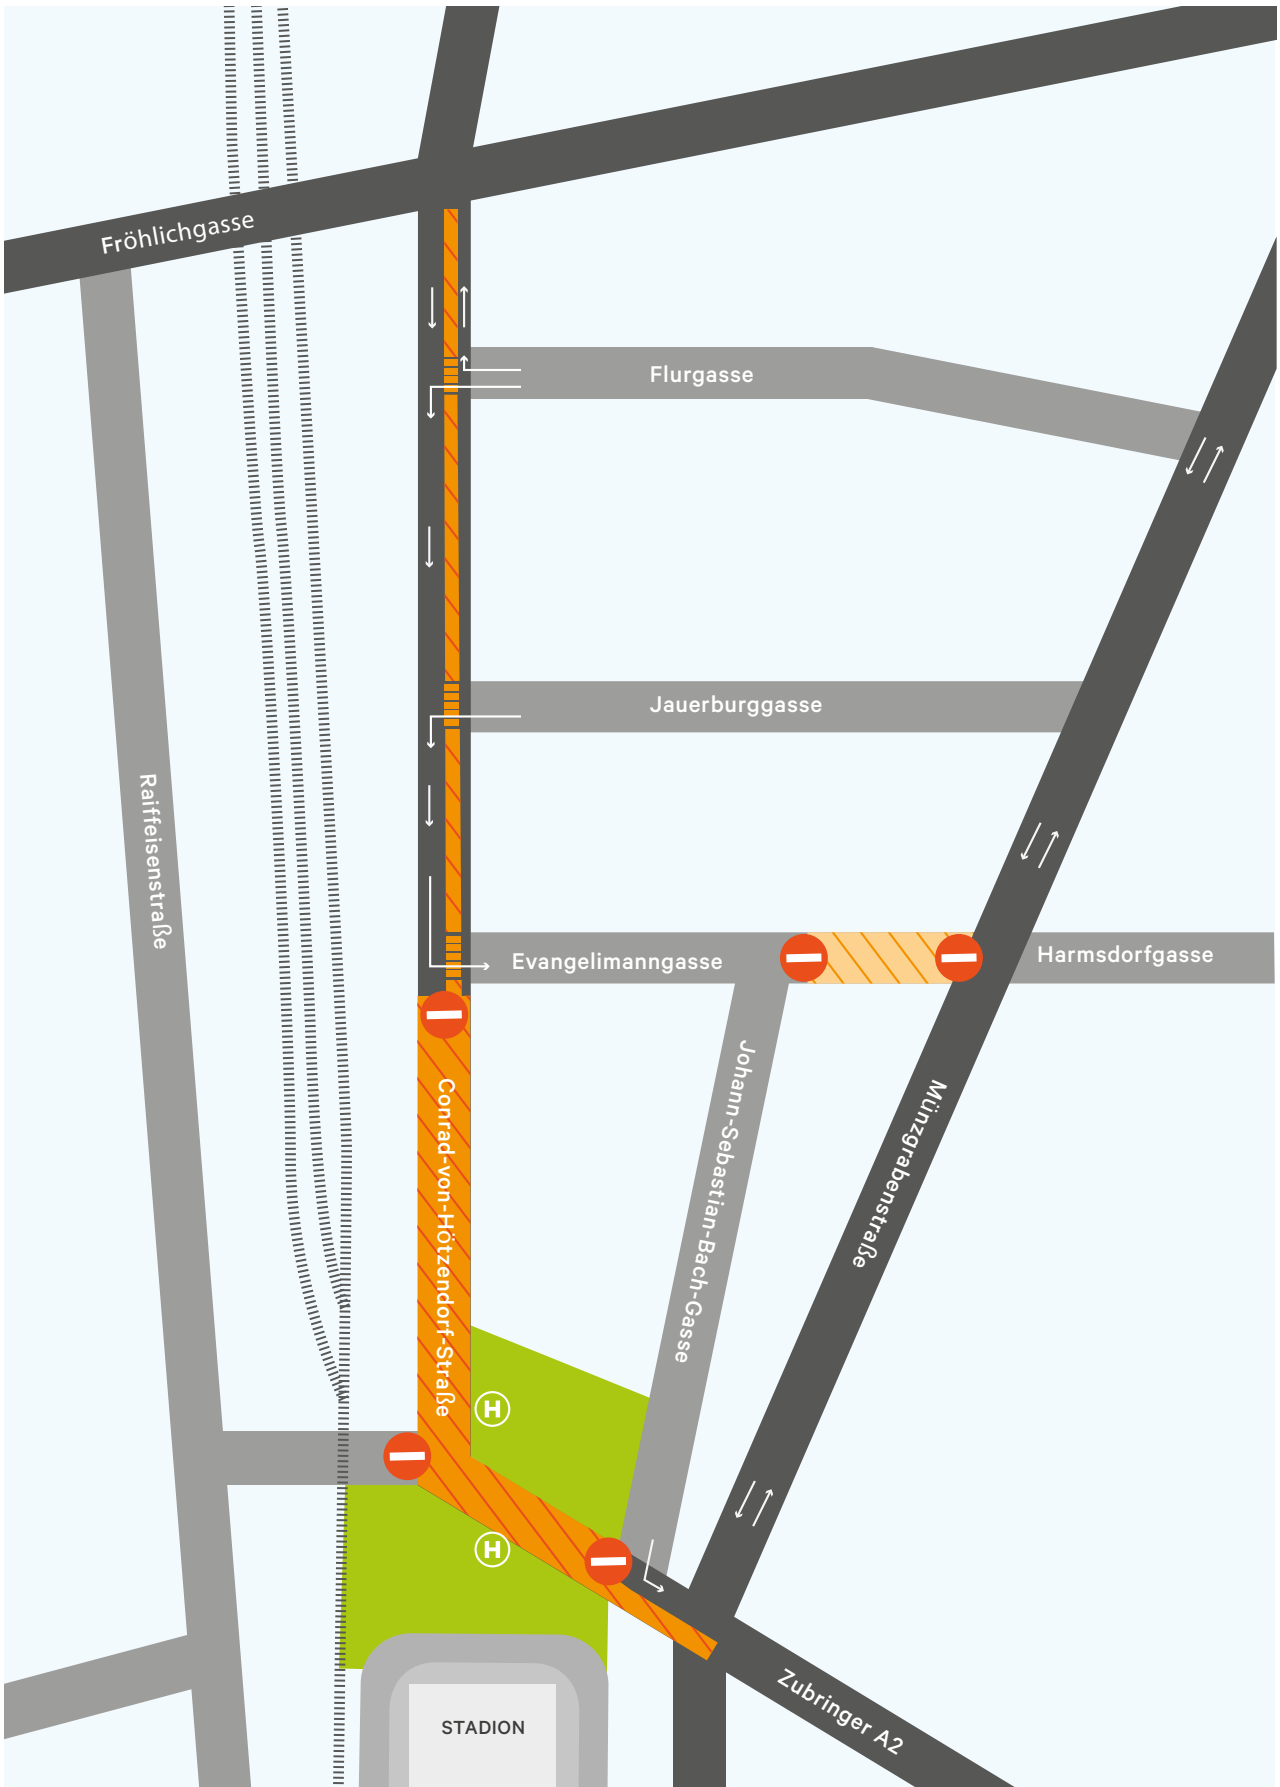 Fröhlichgasse
Flurgasse
Jauerburggasse
Raiffeisenstraße
Evangelimanngasse
Harmsdorfgasse
Conrad-von-Hötzendorf-Straße
Johann-Sebastian-Bach-Gasse
Münzgrabenstraße
H
H
Zubringer A2
STADION